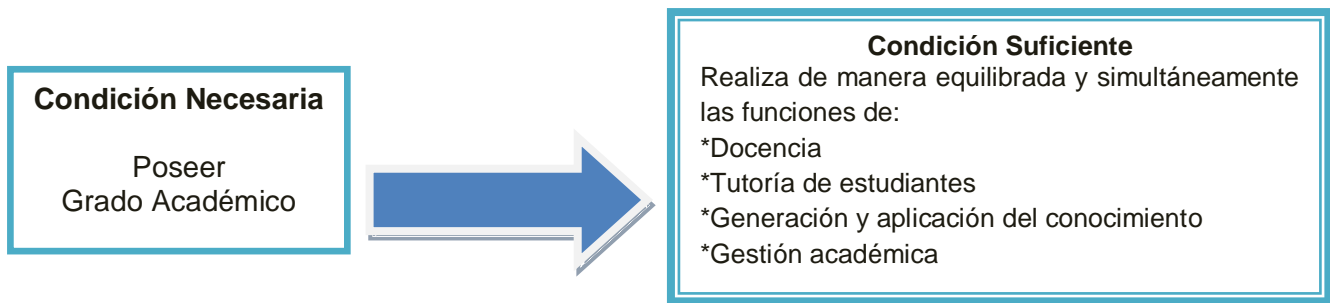 Condición Necesaria
Poseer
Grado Académico
Condición Suficiente
Realiza de manera equilibrada y simultáneamente
las funciones de:
*Docencia
*Tutoría de estudiantes
*Generación y aplicación del conocimiento
*Gestión académica